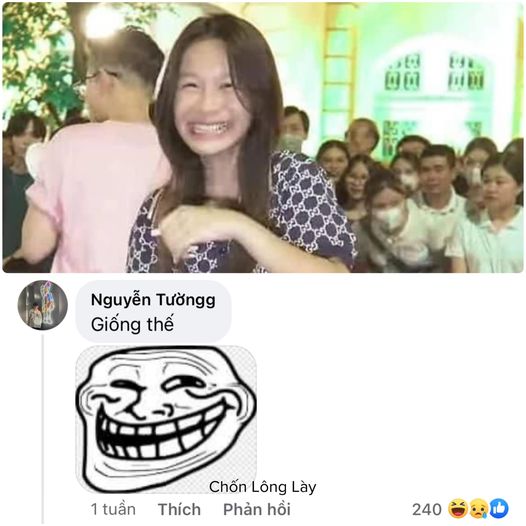 Nguyễn Tườngg
Giống thế
Chốn Lông Lày
1 tuần Thích Phản hồi 240